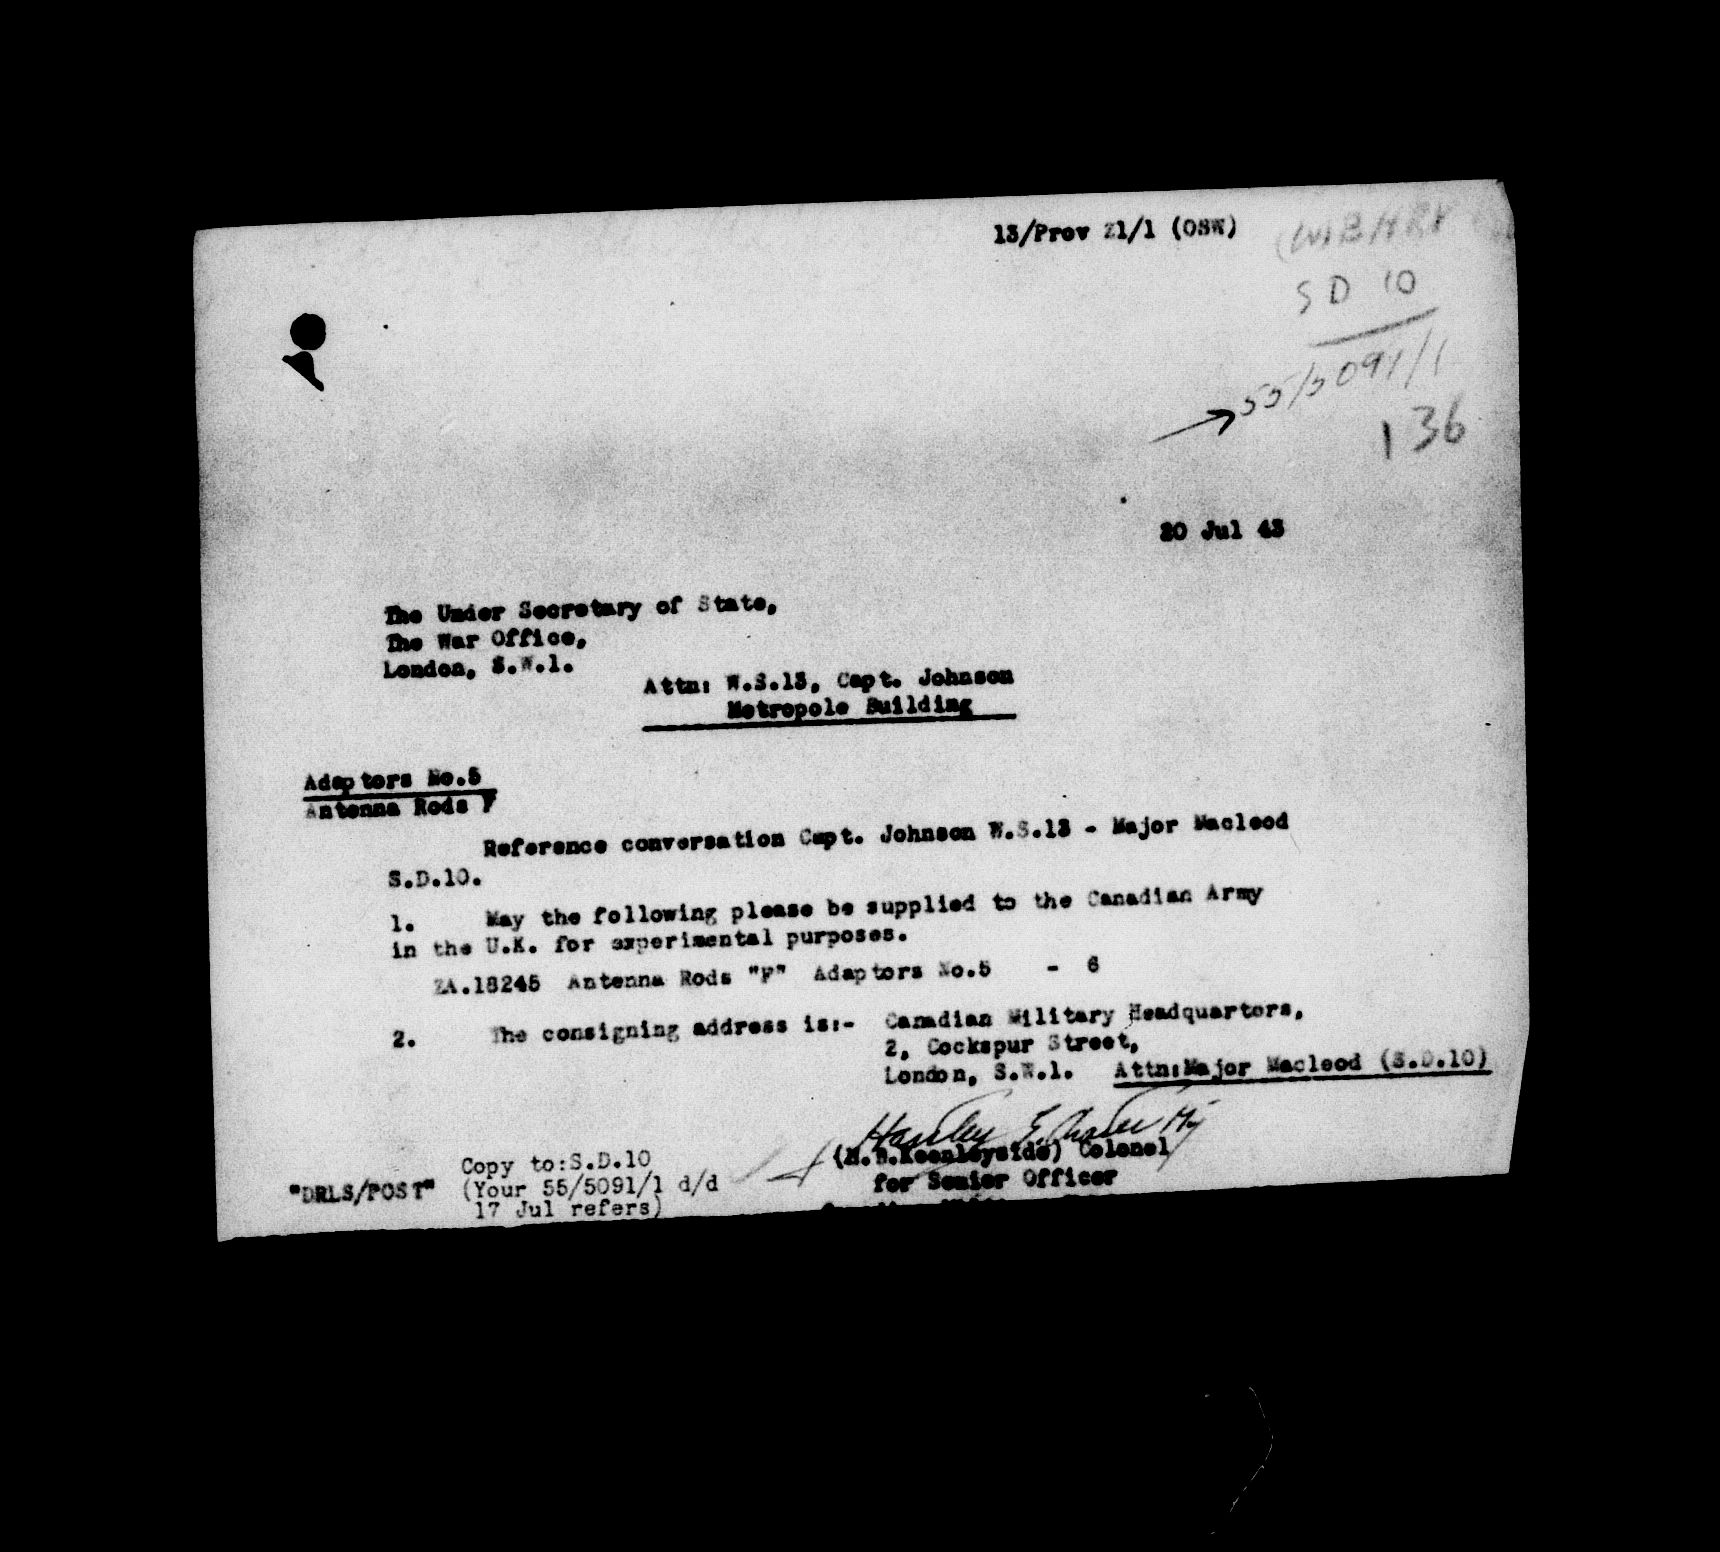 13/Prov Z1/1 (OSW)
S D 10
55/5091/1
136
20 Jul 43
The Under Secretary of State,
The War Office,
London, S.W.1.
Attn: W.S.13, Capt. Johnson
Metropole Building
Adaptors No.5
Antenna Rods F
Reference conversation Capt. Johnson W.S.13 - Major Macleod
S.D.10.
1. May the following please be supplied to the Canadian Army
in the U.K. for experimental purposes.
ZA.18245 Antenna Rods "F" Adaptors No.5 - 6
2. The consigning address is:- Canadian Military Headquarters,
2, Cockspur Street,
London, S.W.1. Attn:Major Macleod (S.D.10)
(H.B.Keenleyside) Colonel
for Senior Officer
Copy to:S.D.10
"DRLS/POST" (Your 55/5091/1 d/d
17 Jul refers)